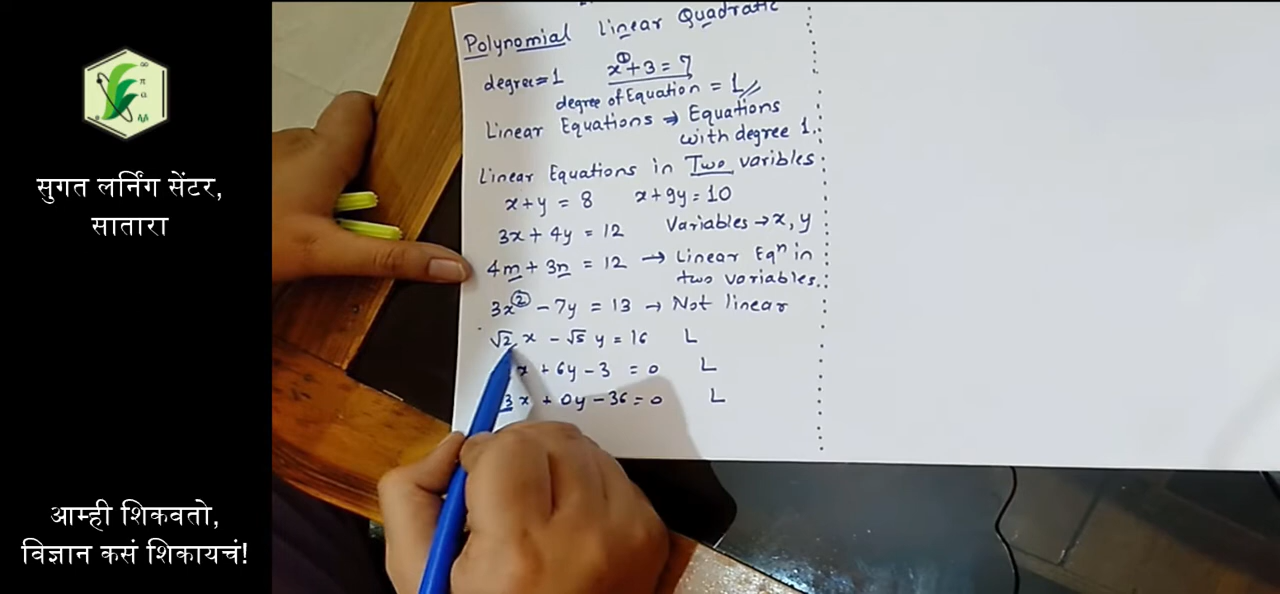 सुगत लर्निंग सेंटर,
सातारा
आम्ही शिकवतो,
विज्ञान कसं शिकायचं!
Polynomial Linear Quadratic
degree=1 x①+3 = 7
degree of Equation = 1
Linear Equations ⇒ Equations
with degree 1.
Linear Equations in Two varibles
x+y = 8 x+9y=10
3x + 4y = 12 Variables → x, y
4m + 3n = 12 → Linear Eqⁿ in
two variables.
3x② - 7y = 13 → Not linear
√2 x - √5 y = 16 L
x + 6y - 3 = 0 L
3x + 0y - 36 = 0 L